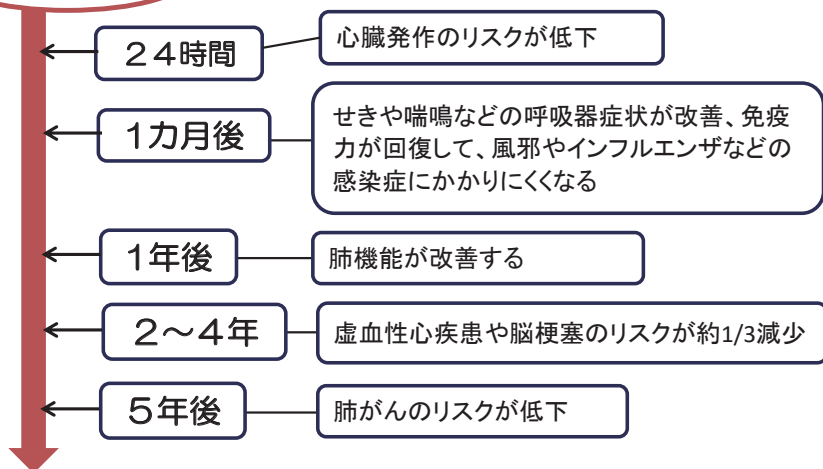 ２４時間
心臓発作のリスクが低下
１カ月後
せきや喘鳴などの呼吸器症状が改善、免疫
力が回復して、風邪やインフルエンザなどの
感染症にかかりにくくなる
１年後
肺機能が改善する
２～４年
虚血性心疾患や脳梗塞のリスクが約1/3減少
５年後
肺がんのリスクが低下